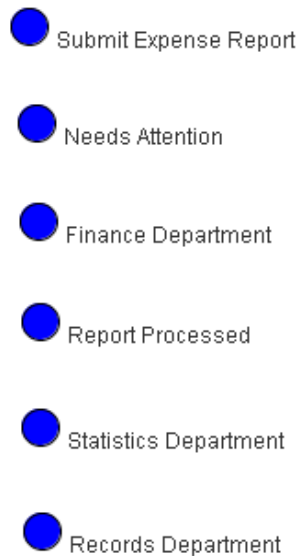 Submit Expense Report
Needs Attention
Finance Department
Report Processed
Statistics Department
Records Department